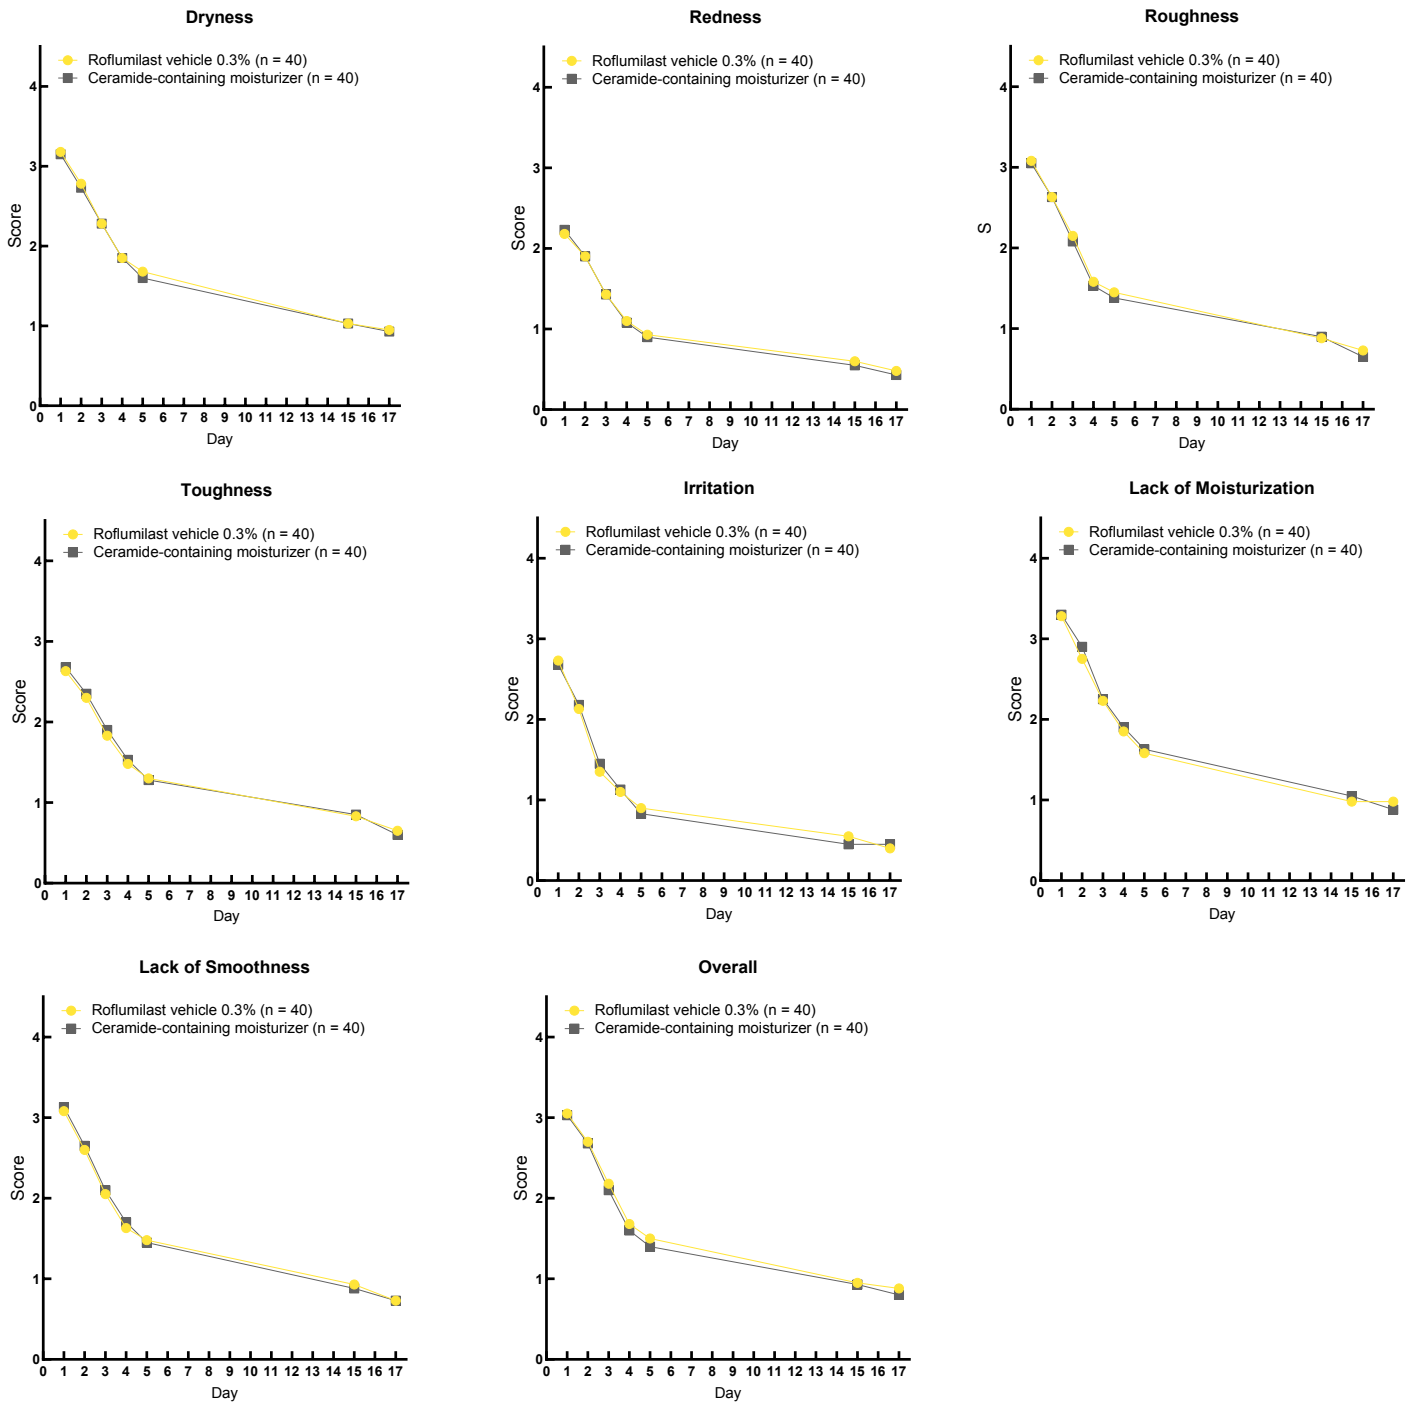 Dryness
Roflumilast vehicle 0.3% (n = 40)
Ceramide-containing moisturizer (n = 40)
4
3
2
1
0
Score
0 1 2 3 4 5 6 7 8 9 10 11 12 13 14 15 16 17
Day
Redness
Roflumilast vehicle 0.3% (n = 40)
Ceramide-containing moisturizer (n = 40)
4
3
2
1
0
Score
0 1 2 3 4 5 6 7 8 9 10 11 12 13 14 15 16 17
Day
Roughness
Roflumilast vehicle 0.3% (n = 40)
Ceramide-containing moisturizer (n = 40)
4
3
2
1
0
S
0 1 2 3 4 5 6 7 8 9 10 11 12 13 14 15 16 17
Day
Toughness
Roflumilast vehicle 0.3% (n = 40)
Ceramide-containing moisturizer (n = 40)
4
3
2
1
0
Score
0 1 2 3 4 5 6 7 8 9 10 11 12 13 14 15 16 17
Day
Irritation
Roflumilast vehicle 0.3% (n = 40)
Ceramide-containing moisturizer (n = 40)
4
3
2
1
0
Score
0 1 2 3 4 5 6 7 8 9 10 11 12 13 14 15 16 17
Day
Lack of Moisturization
Roflumilast vehicle 0.3% (n = 40)
Ceramide-containing moisturizer (n = 40)
4
3
2
1
0
Score
0 1 2 3 4 5 6 7 8 9 10 11 12 13 14 15 16 17
Day
Lack of Smoothness
Roflumilast vehicle 0.3% (n = 40)
Ceramide-containing moisturizer (n = 40)
4
3
2
1
0
Score
0 1 2 3 4 5 6 7 8 9 10 11 12 13 14 15 16 17
Day
Overall
Roflumilast vehicle 0.3% (n = 40)
Ceramide-containing moisturizer (n = 40)
4
3
2
1
0
Score
0 1 2 3 4 5 6 7 8 9 10 11 12 13 14 15 16 17
Day